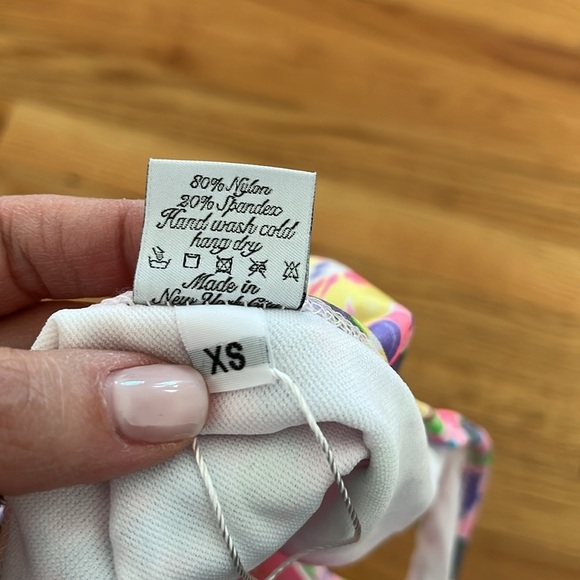 80% Nylon
20% Spandex
Hand wash cold
hang dry
Made in
New York City
XS